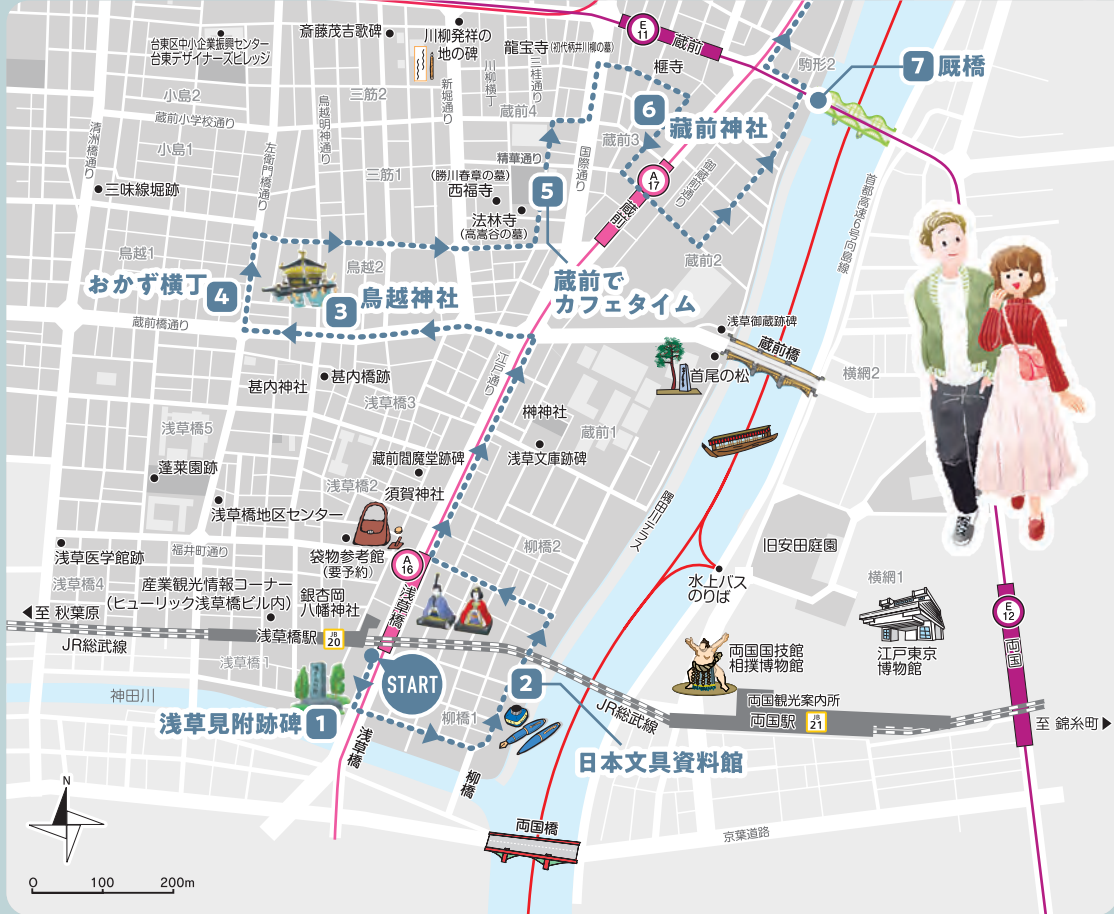 台東区中小企業振興センター
台東デザイナーズビレッジ
斎藤茂吉歌碑
川柳発祥の
地の碑
龍宝寺(初代柄井川柳の墓)
E
11
蔵前
榧寺
駒形2
7 厩橋
小島2
三筋2
新堀通り
川柳横丁
三桂通り
蔵前4
蔵前小学校通り
鳥越明神通り
清洲橋通り
小島1
左衛門橋通り
精華通り
国際通り
蔵前3
6 蔵前神社
三味線堀跡
三筋1
(勝川春章の墓)
西福寺
5
A
17
蔵前
御蔵前通り
首都高速6号向島線
法林寺
(高嵩谷の墓)
鳥越1
鳥越2
蔵前2
おかず横丁 4
3 鳥越神社
蔵前で
カフェタイム
蔵前橋通り
浅草御蔵跡碑
蔵前橋
江戸通り
首尾の松
横網2
甚内神社
甚内橋跡
浅草橋3
榊神社
蔵前1
浅草橋5
蓬莱園跡
蔵前閻魔堂跡碑
浅草文庫跡碑
浅草橋2
須賀神社
浅草橋地区センター
隅田川テラス
福井町通り
袋物参考館
(要予約)
柳橋2
旧安田庭園
浅草医学館跡
A
16
浅草橋
水上バス
のりば
横網1
浅草橋4
産業観光情報コーナー
(ヒューリック浅草橋ビル内)
銀杏岡
八幡神社
至 秋葉原
E
12
両国
浅草橋駅
JB
20
JR総武線
両国国技館
相撲博物館
江戸東京
博物館
浅草橋1
START
2
神田川
柳橋1
JR総武線
両国観光案内所
両国駅
JB
21
至 錦糸町
浅草見附跡碑 1
浅草橋
日本文具資料館
柳橋
N
両国橋
京葉道路
0 100 200m